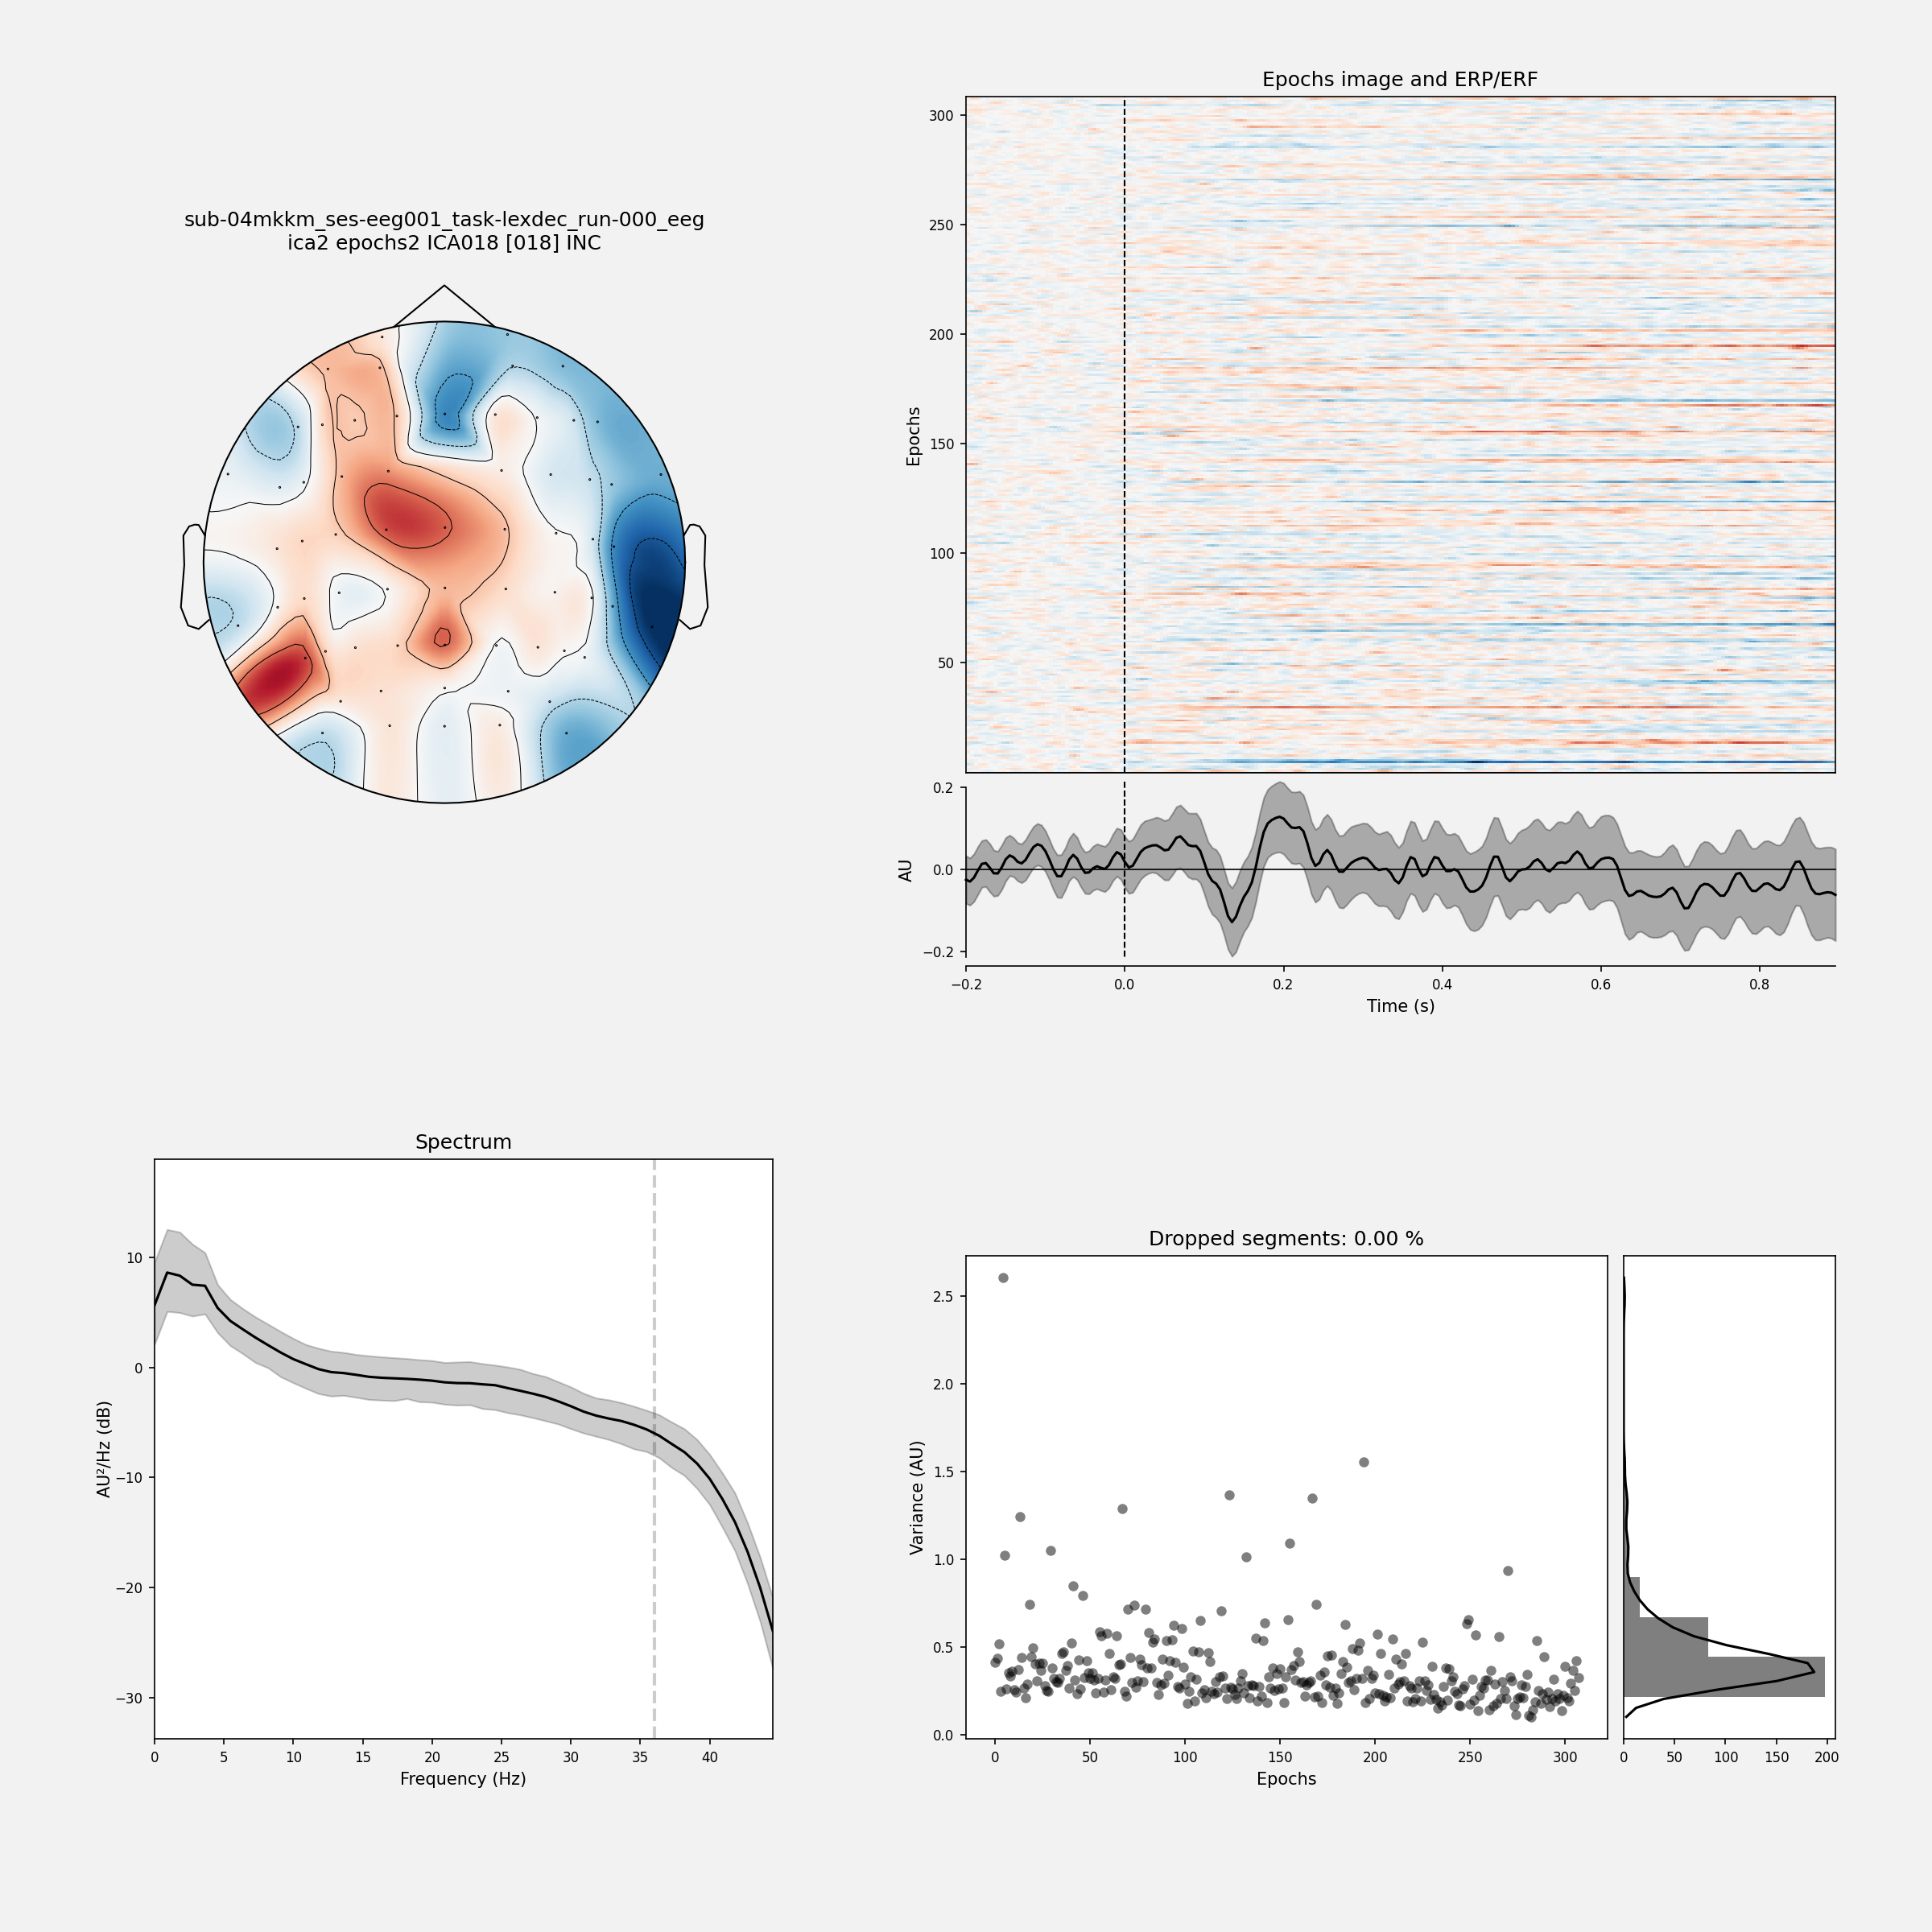 sub-04mkkm_ses-eeg001_task-lexdec_run-000_eeg
ica2 epochs2 ICA018 [018] INC
Epochs image and ERP/ERF
300
250
200
150
100
50
Epochs
0.2
0.0
−0.2
AU
−0.2 0.0 0.2 0.4 0.6 0.8
Time (s)
Spectrum
10
0
−10
−20
−30
AU²/Hz (dB)
0 5 10 15 20 25 30 35 40
Frequency (Hz)
Dropped segments: 0.00 %
2.5
2.0
1.5
1.0
0.5
0.0
Variance (AU)
0 50 100 150 200 250 300
Epochs
0 50 100 150 200